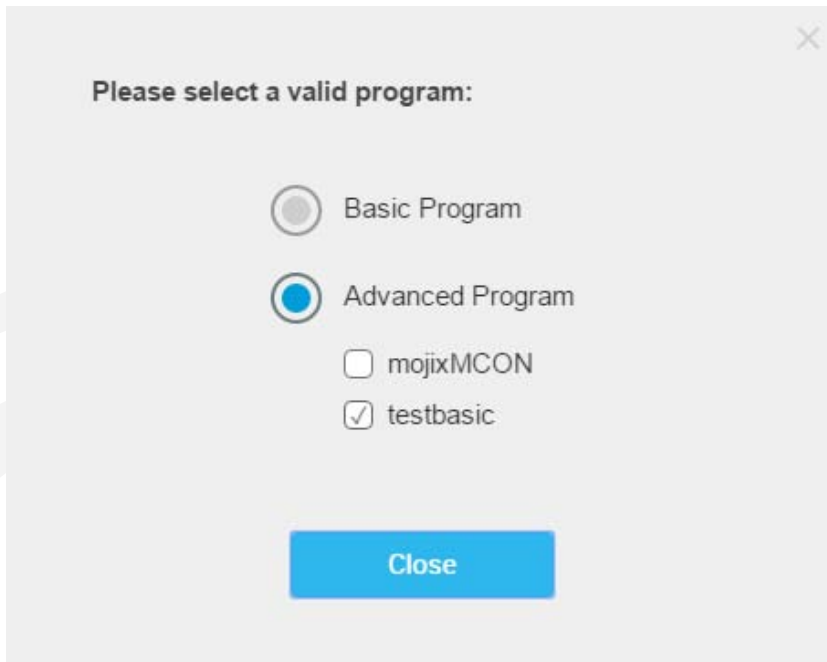 Please select a valid program:
Basic Program
Advanced Program
mojixMCON
testbasic
Close